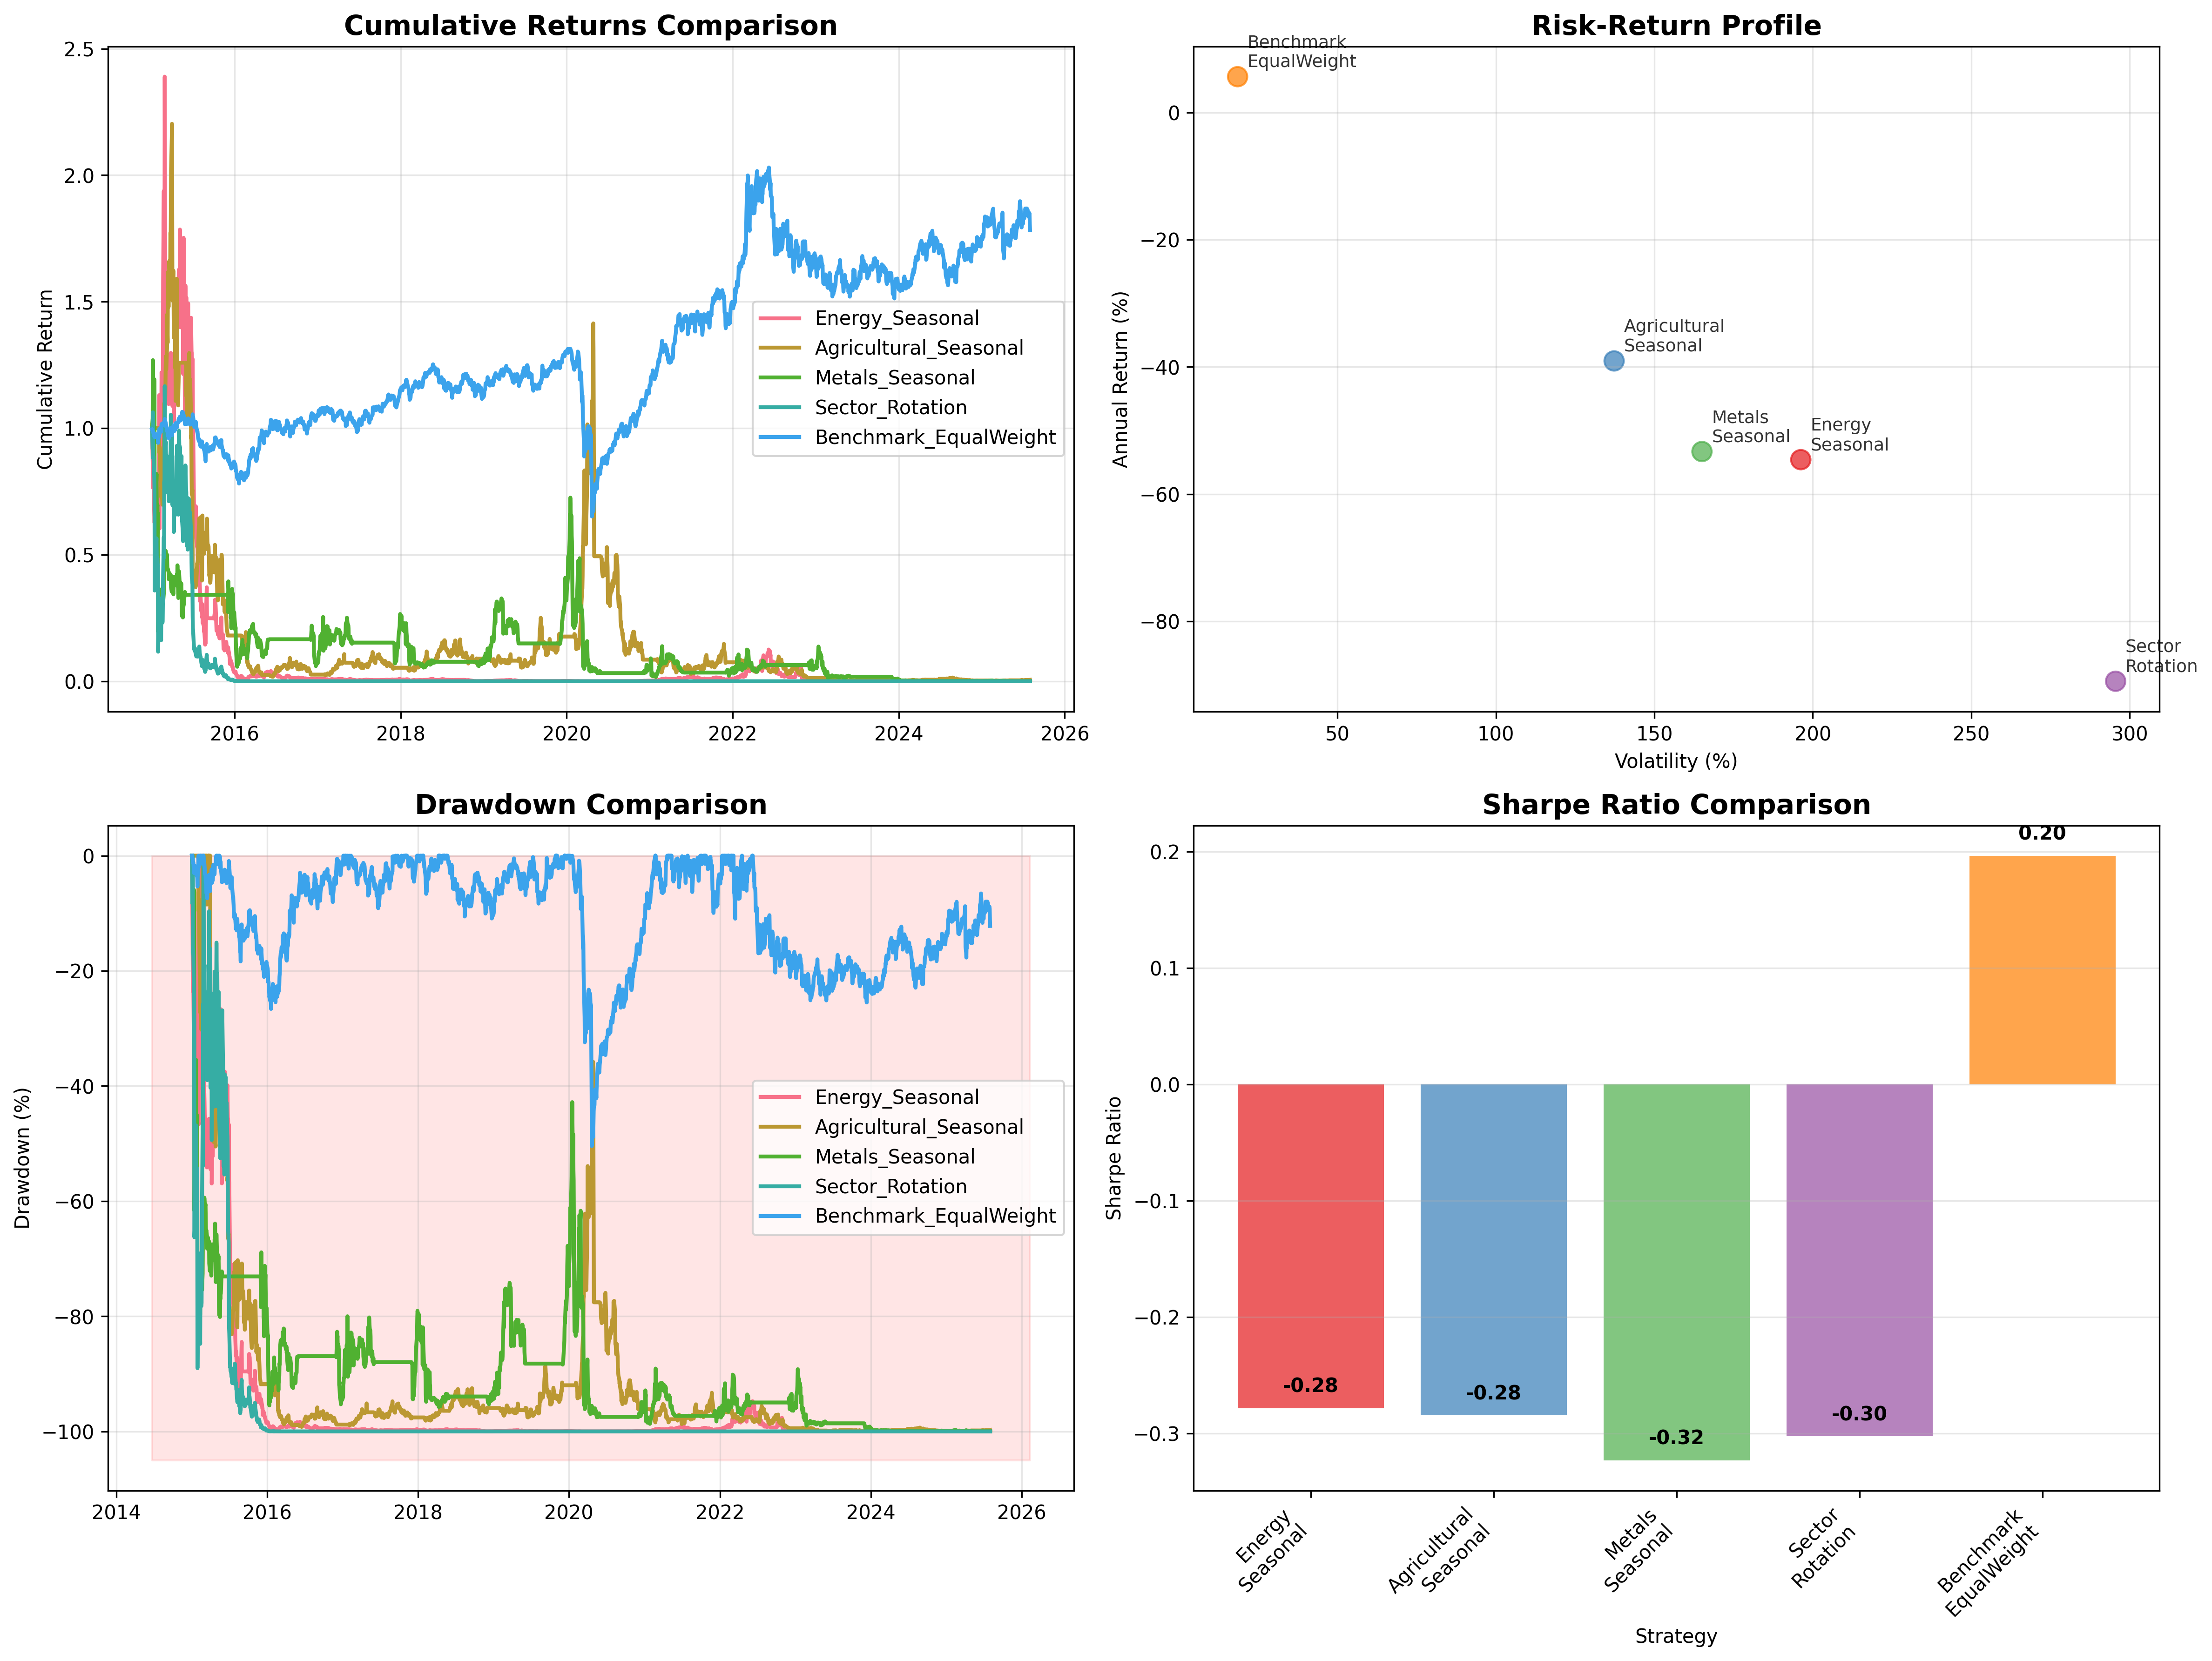 Cumulative Returns Comparison
2.5
2.0
1.5
1.0
0.5
0.0
Cumulative Return
Energy_Seasonal
Agricultural_Seasonal
Metals_Seasonal
Sector_Rotation
Benchmark_EqualWeight
2016
2018
2020
2022
2024
2026
Risk-Return Profile
Benchmark
EqualWeight
Agricultural
Seasonal
Metals
Seasonal
Energy
Seasonal
Sector
Rotation
0
−20
−40
−60
−80
Annual Return (%)
50
100
150
200
250
300
Volatility (%)
Drawdown Comparison
0
−20
−40
−60
−80
−100
Drawdown (%)
Energy_Seasonal
Agricultural_Seasonal
Metals_Seasonal
Sector_Rotation
Benchmark_EqualWeight
2014
2016
2018
2020
2022
2024
2026
Sharpe Ratio Comparison
0.2
0.1
0.0
−0.1
−0.2
−0.3
Sharpe Ratio
-0.28
-0.28
-0.32
-0.30
0.20
Energy
Seasonal
Agricultural
Seasonal
Metals
Seasonal
Sector
Rotation
Benchmark
EqualWeight
Strategy